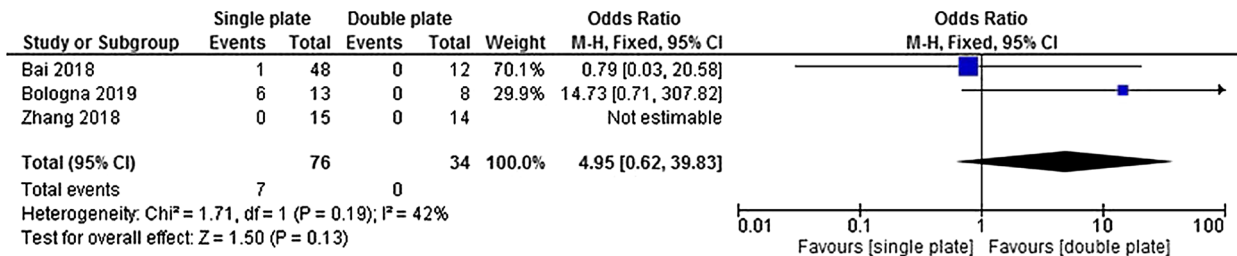 Single plate Double plate Odds Ratio Odds Ratio
Study or Subgroup Events Total Events Total Weight M-H, Fixed, 95% CI M-H, Fixed, 95% CI
Bai 2018 1 48 0 12 70.1% 0.79 [0.03, 20.58]
Bologna 2019 6 13 0 8 29.9% 14.73 [0.71, 307.82]
Zhang 2018 0 15 0 14 Not estimable
Total (95% CI) 76 34 100.0% 4.95 [0.62, 39.83]
Total events 7 0
Heterogeneity: Chi² = 1.71, df = 1 (P = 0.19); I² = 42%
Test for overall effect: Z = 1.50 (P = 0.13)
0.01 0.1 1 10 100
Favours [single plate] Favours [double plate]